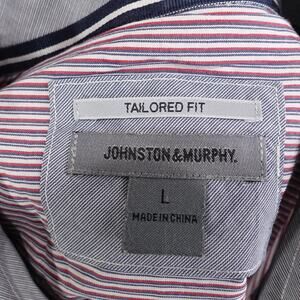 TAILORED FIT
JOHNSTON & MURPHY.
L
MADE IN CHINA